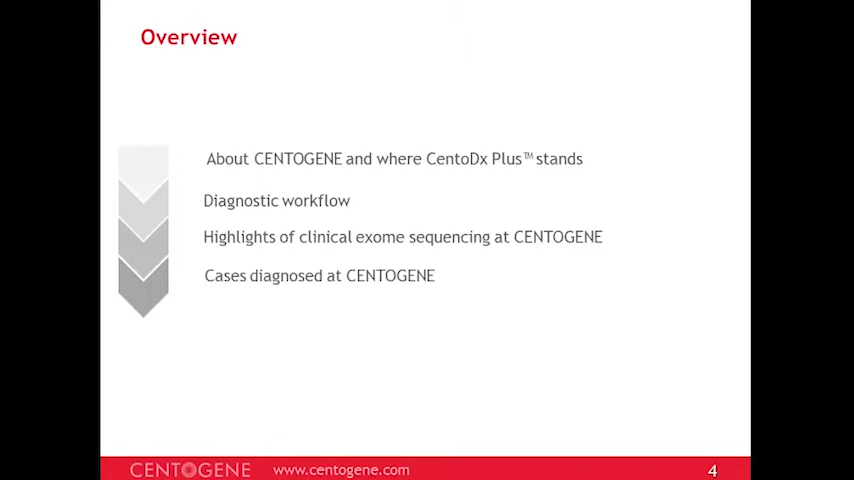 Overview
About CENTOGENE and where CentoDx Plus™ stands
Diagnostic workflow
Highlights of clinical exome sequencing at CENTOGENE
Cases diagnosed at CENTOGENE
CENTOGENE www.centogene.com 4